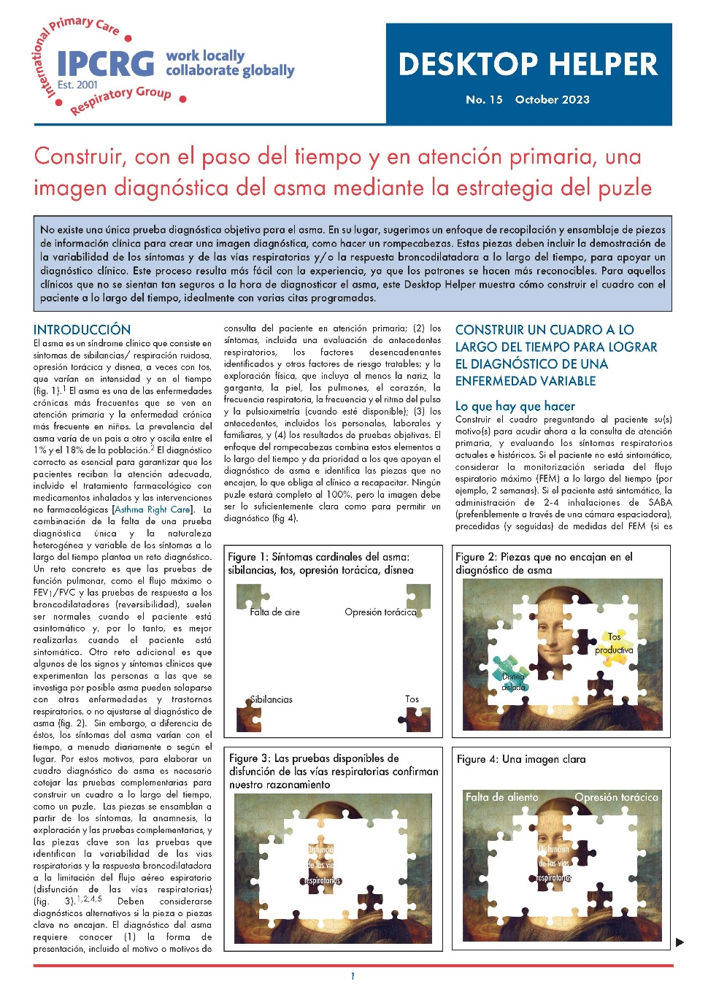 International Primary Care
Respiratory Group
IPCRG
Est. 2001
work locally
collaborate globally
DESKTOP HELPER
No. 15 October 2023
Construir, con el paso del tiempo y en atención primaria, una
imagen diagnóstica del asma mediante la estrategia del puzle
No existe una única prueba diagnóstica objetiva para el asma. En su lugar, sugerimos un enfoque de recopilación y ensamblaje de piezas
de información clínica para crear una imagen diagnóstica, como hacer un rompecabezas. Estas piezas deben incluir la demostración de
la variabilidad de los síntomas y de las vías respiratorias y/o la respuesta broncodilatadora a lo largo del tiempo, para apoyar un
diagnóstico clínico. Este proceso resulta más fácil con la experiencia, ya que los patrones se hacen más reconocibles. Para aquellos
clínicos que no se sientan tan seguros a la hora de diagnosticar el asma, este Desktop Helper muestra cómo construir el cuadro con el
paciente a lo largo del tiempo, idealmente con varias citas programadas.
INTRODUCCIÓN
El asma es un síndrome clínico que consiste en
síntomas de sibilancias/ respiración ruidosa,
opresión torácica y disnea, a veces con tos,
que varían en intensidad y en el tiempo
(fig. 1).1 El asma es una de las enfermedades
crónicas más frecuentes que se ven en
atención primaria y la enfermedad crónica
más frecuente en niños. La prevalencia del
asma varía de un país a otro y oscila entre el
1% y el 18% de la población.2 El diagnóstico
correcto es esencial para garantizar que los
pacientes reciban la atención adecuada,
incluido el tratamiento farmacológico con
medicamentos inhalados y las intervenciones
no farmacológicas [Asthma Right Care]. La
combinación de la falta de una prueba
diagnóstica única y la naturaleza
heterogénea y variable de los síntomas a lo
largo del tiempo plantea un reto diagnóstico.
Un reto concreto es que las pruebas de
función pulmonar, como el flujo máximo o
FEV1/FVC y las pruebas de respuesta a los
broncodilatadores (reversibilidad), suelen
ser normales cuando el paciente está
asintomático y, por lo tanto, es mejor
realizarlas cuando el paciente está
sintomático. Otro reto adicional es que
algunos de los signos y síntomas clínicos que
experimentan las personas a las que se
investiga por posible asma pueden solaparse
con otras enfermedades y trastornos
respiratorios, o no ajustarse al diagnóstico de
asma (fig. 2). Sin embargo, a diferencia de
éstos, los síntomas del asma varían con el
tiempo, a menudo diariamente o según el
lugar. Por estos motivos, para elaborar un
cuadro diagnóstico de asma es necesario
cotejar las pruebas complementarias para
construir un cuadro a lo largo del tiempo,
como un puzle. Las piezas se ensamblan a
partir de los síntomas, la anamnesis, la
exploración y las pruebas complementarias, y
las piezas clave son las pruebas que
identifican la variabilidad de las vías
respiratorias y la respuesta broncodilatadora
a la limitación del flujo aéreo espiratorio
(disfunción de las vías respiratorias)
(fig. 3).1,2,4,5 Deben considerarse
diagnósticos alternativos si la pieza o piezas
clave no encajan. El diagnóstico del asma
requiere conocer (1) la forma de
presentación, incluido el motivo o motivos de
consulta del paciente en atención primaria; (2) los
síntomas, incluida una evaluación de antecedentes
respiratorios, los factores desencadenantes
identificados y otros factores de riesgo tratables; y la
exploración física, que incluya al menos la nariz, la
garganta, la piel, los pulmones, el corazón, la
frecuencia respiratoria, la frecuencia y el ritmo del pulso
y la pulsioximetría (cuando esté disponible); (3) los
antecedentes, incluidos los personales, laborales y
familiares, y (4) los resultados de pruebas objetivas. El
enfoque del rompecabezas combina estos elementos a
lo largo del tiempo y da prioridad a los que apoyan el
diagnóstico de asma e identifica las piezas que no
encajan, lo que obliga al clínico a recapacitar. Ningún
puzle estará completo al 100%, pero la imagen debe
ser lo suficientemente clara como para permitir un
diagnóstico (fig 4).
CONSTRUIR UN CUADRO A LO
LARGO DEL TIEMPO PARA LOGRAR
EL DIAGNÓSTICO DE UNA
ENFERMEDAD VARIABLE
Lo que hay que hacer
Construir el cuadro preguntando al paciente su(s)
motivo(s) para acudir ahora a la consulta de atención
primaria, y evaluando los síntomas respiratorios
actuales e históricos. Si el paciente no está sintomático,
considerar la monitorización seriada del flujo
espiratorio máximo (FEM) a lo largo del tiempo (por
ejemplo, 2 semanas). Si el paciente está sintomático, la
administración de 2-4 inhalaciones de SABA
(preferiblemente a través de una cámara espaciadora),
precedidas (y seguidas) de medidas del FEM (si es
Figure 1: Síntomas cardinales del asma:
sibilancias, tos, opresión torácica, disnea
Falta de aire
Opresión torácica
Sibilancias
Tos
Figure 2: Piezas que no encajan en el
diagnóstico de asma
Tos
productiva
Disnea
aislada
Figure 3: Las pruebas disponibles de
disfunción de las vías respiratorias confirman
nuestro razonamiento
Disfunción
de las vías
respiratorias
Figure 4: Una imagen clara
Falta de aliento
Opresión torácica
Disfunción
de las vías
respiratorias
1